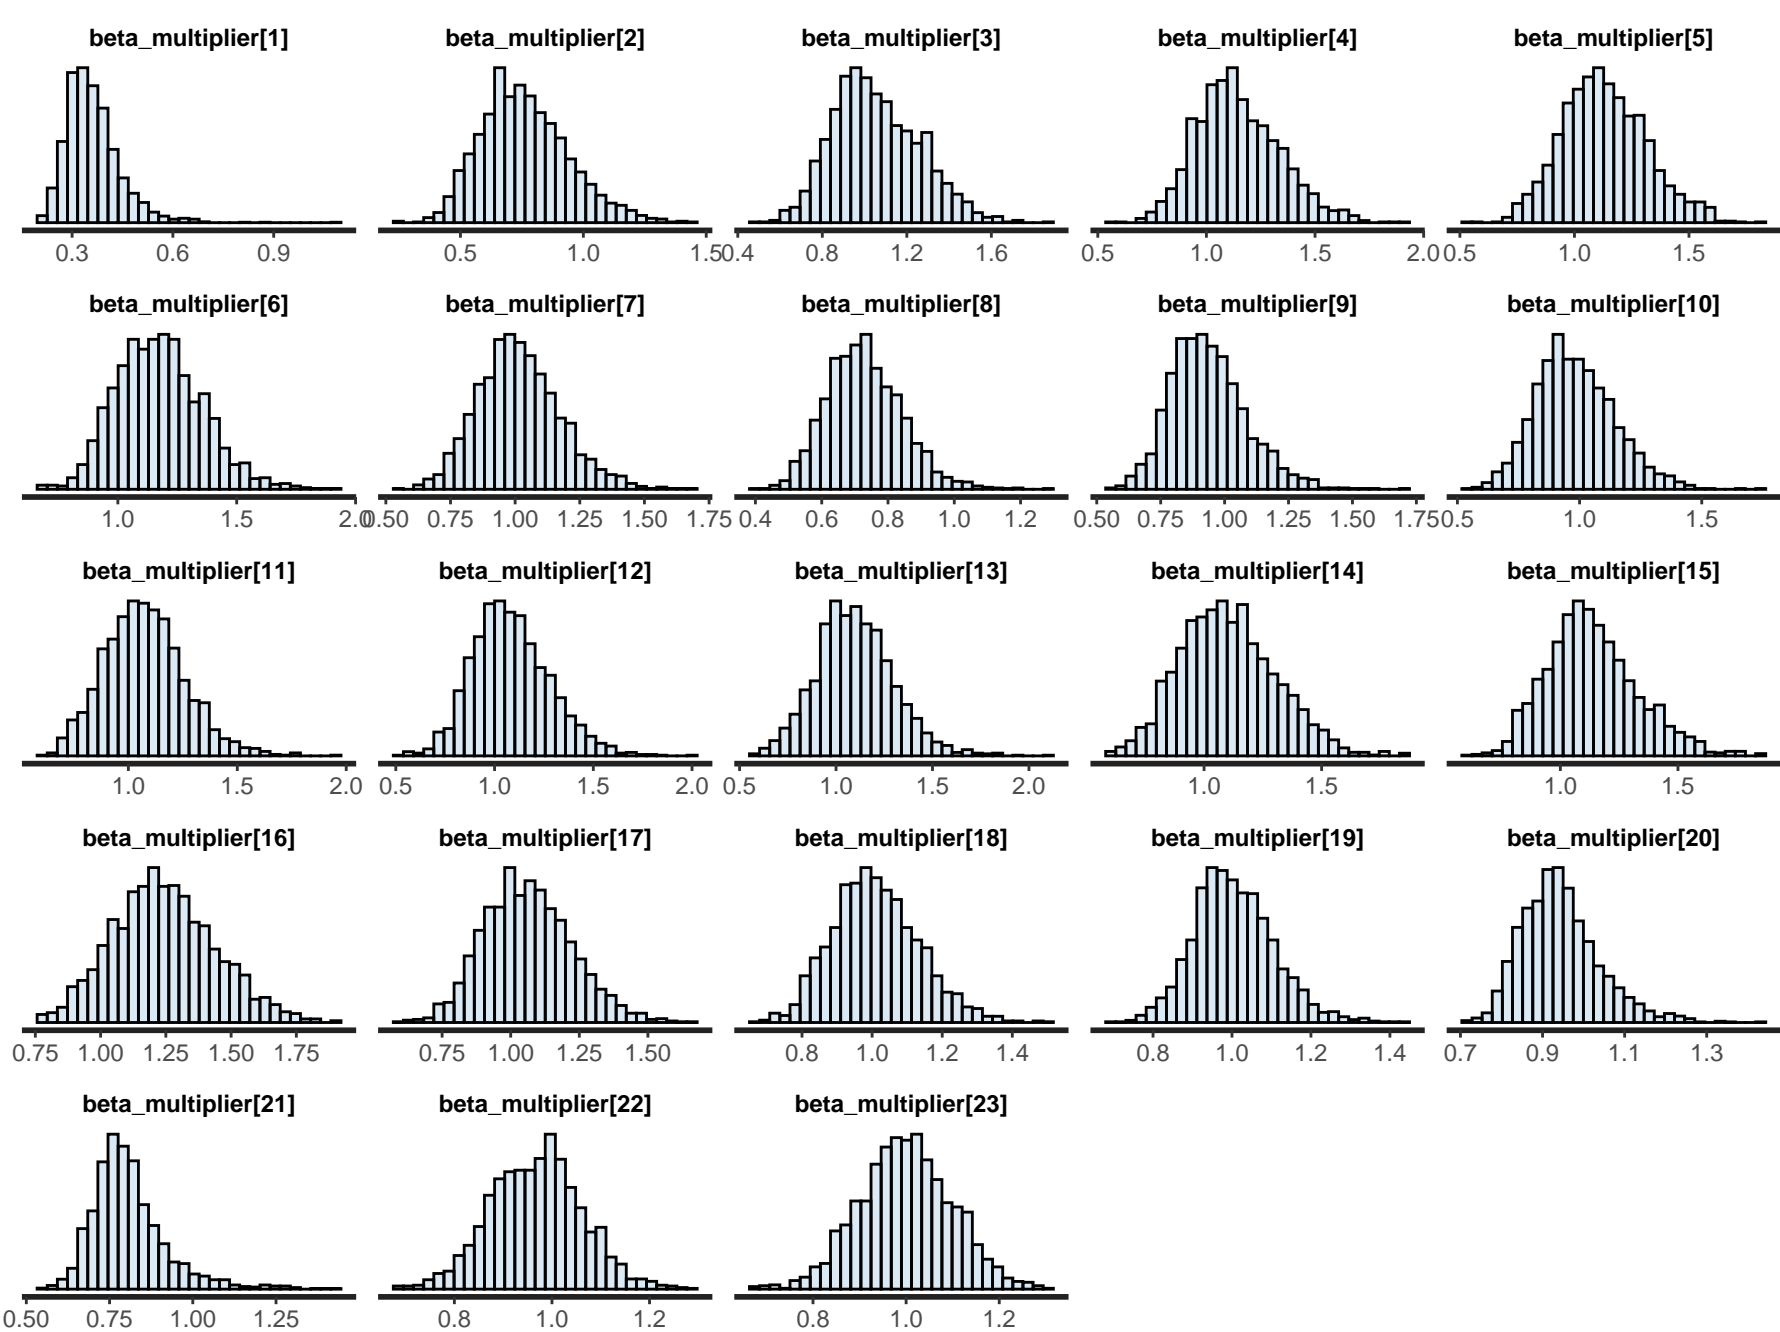 beta_multiplier[1] beta_multiplier[2] beta_multiplier[3] beta_multiplier[4] beta_multiplier[5]
0.3 0.6 0.9 0.5 1.0 1.5 0.4 0.8 1.2 1.6 0.5 1.0 1.5 2.0 0.5 1.0 1.5
beta_multiplier[6] beta_multiplier[7] beta_multiplier[8] beta_multiplier[9] beta_multiplier[10]
1.0 1.5 2.0 0.50 0.75 1.00 1.25 1.50 1.75 0.4 0.6 0.8 1.0 1.2 0.50 0.75 1.00 1.25 1.50 1.75 0.5 1.0 1.5
beta_multiplier[11] beta_multiplier[12] beta_multiplier[13] beta_multiplier[14] beta_multiplier[15]
1.0 1.5 2.0 0.5 1.0 1.5 2.0 0.5 1.0 1.5 2.0 1.0 1.5 1.0 1.5
beta_multiplier[16] beta_multiplier[17] beta_multiplier[18] beta_multiplier[19] beta_multiplier[20]
0.75 1.00 1.25 1.50 1.75 0.75 1.00 1.25 1.50 0.8 1.0 1.2 1.4 0.8 1.0 1.2 1.4 0.7 0.9 1.1 1.3
beta_multiplier[21] beta_multiplier[22] beta_multiplier[23]
0.50 0.75 1.00 1.25 0.8 1.0 1.2 0.8 1.0 1.2